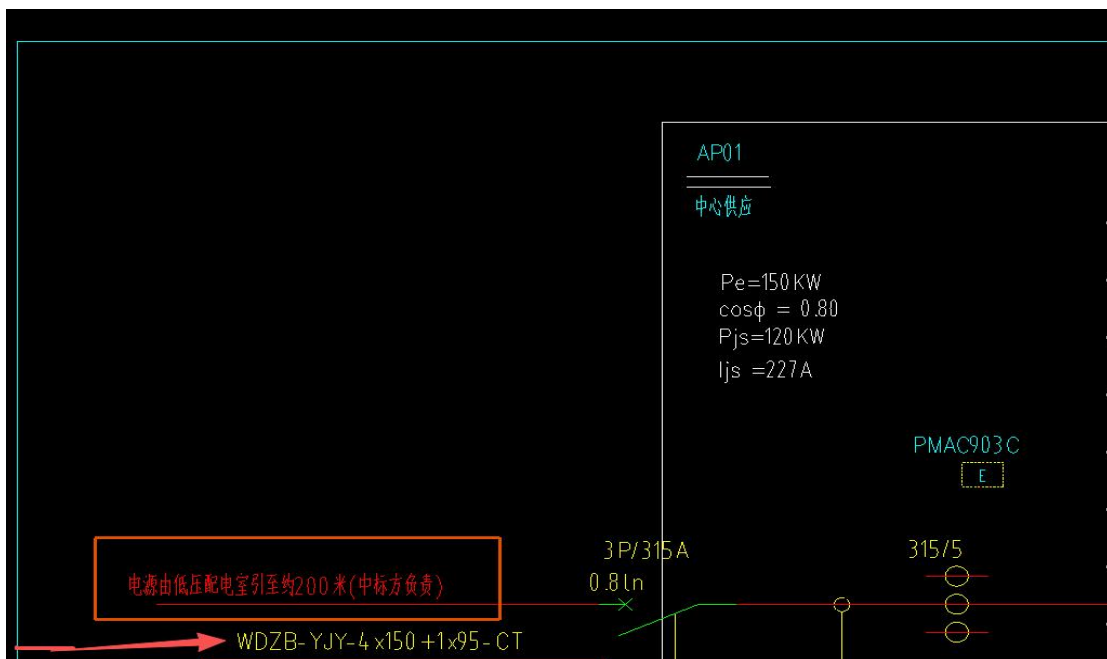 AP01
中心供应
Pe=150KW
cosϕ = 0.80
Pjs=120KW
Ijs =227A
PMAC903C
E
3P/315A
315/5
0.8ln
电源由低压配电室引至约200米(中标方负责)
WDZB-YJY-4x150+1x95-CT